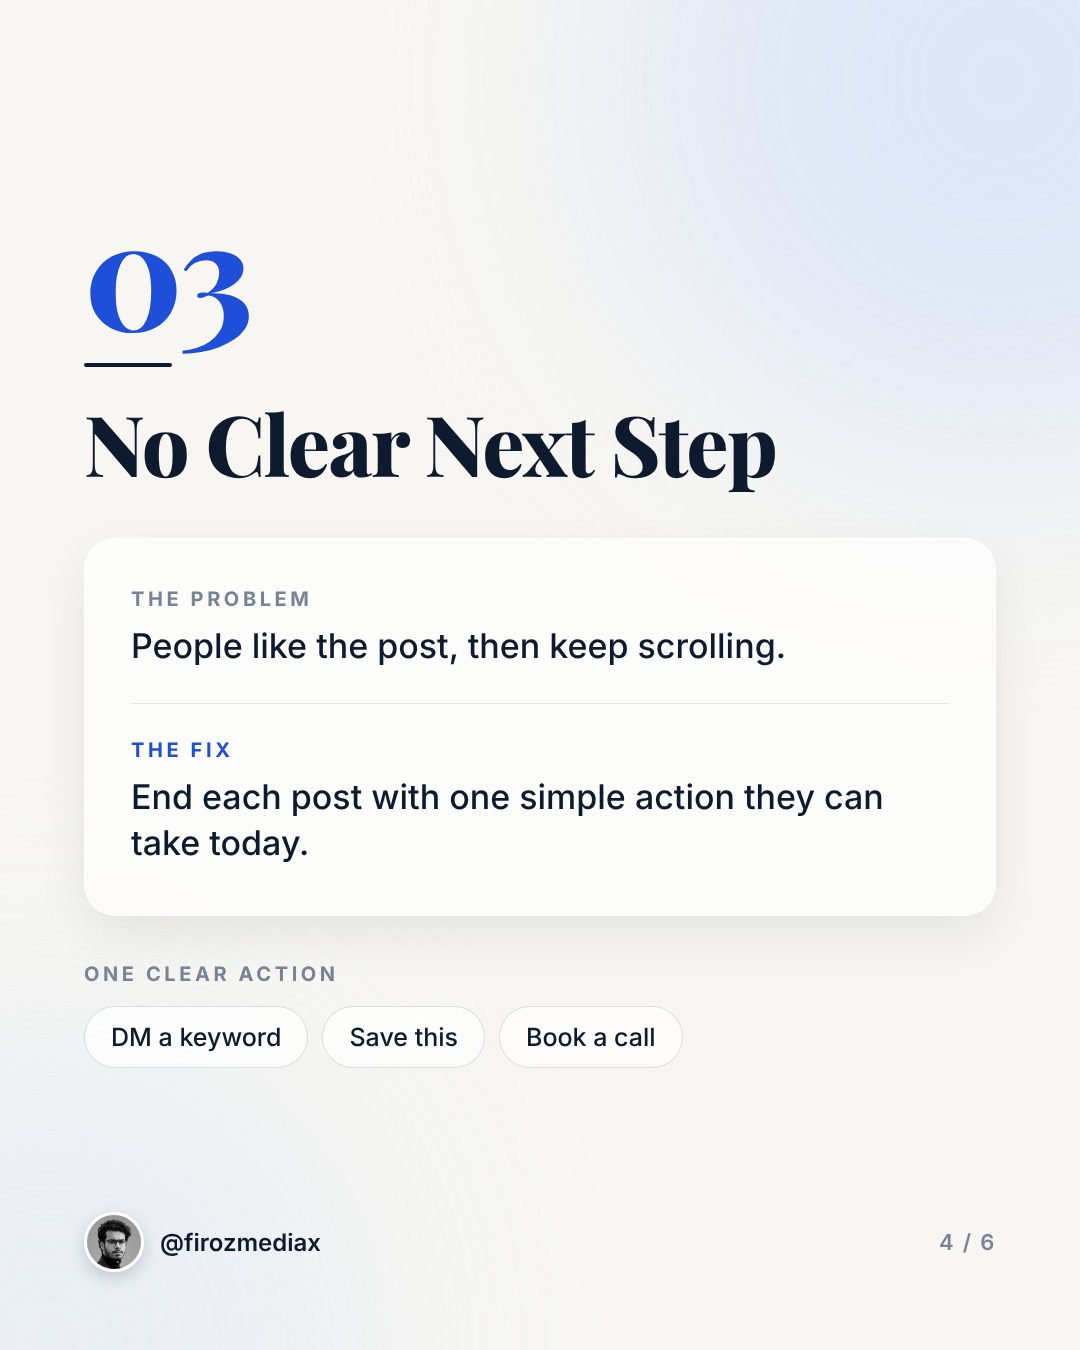 03
No Clear Next Step
THE PROBLEM
People like the post, then keep scrolling.
THE FIX
End each post with one simple action they can
take today.
ONE CLEAR ACTION
DM a keyword
Save this
Book a call
@firozmediax
4 / 6